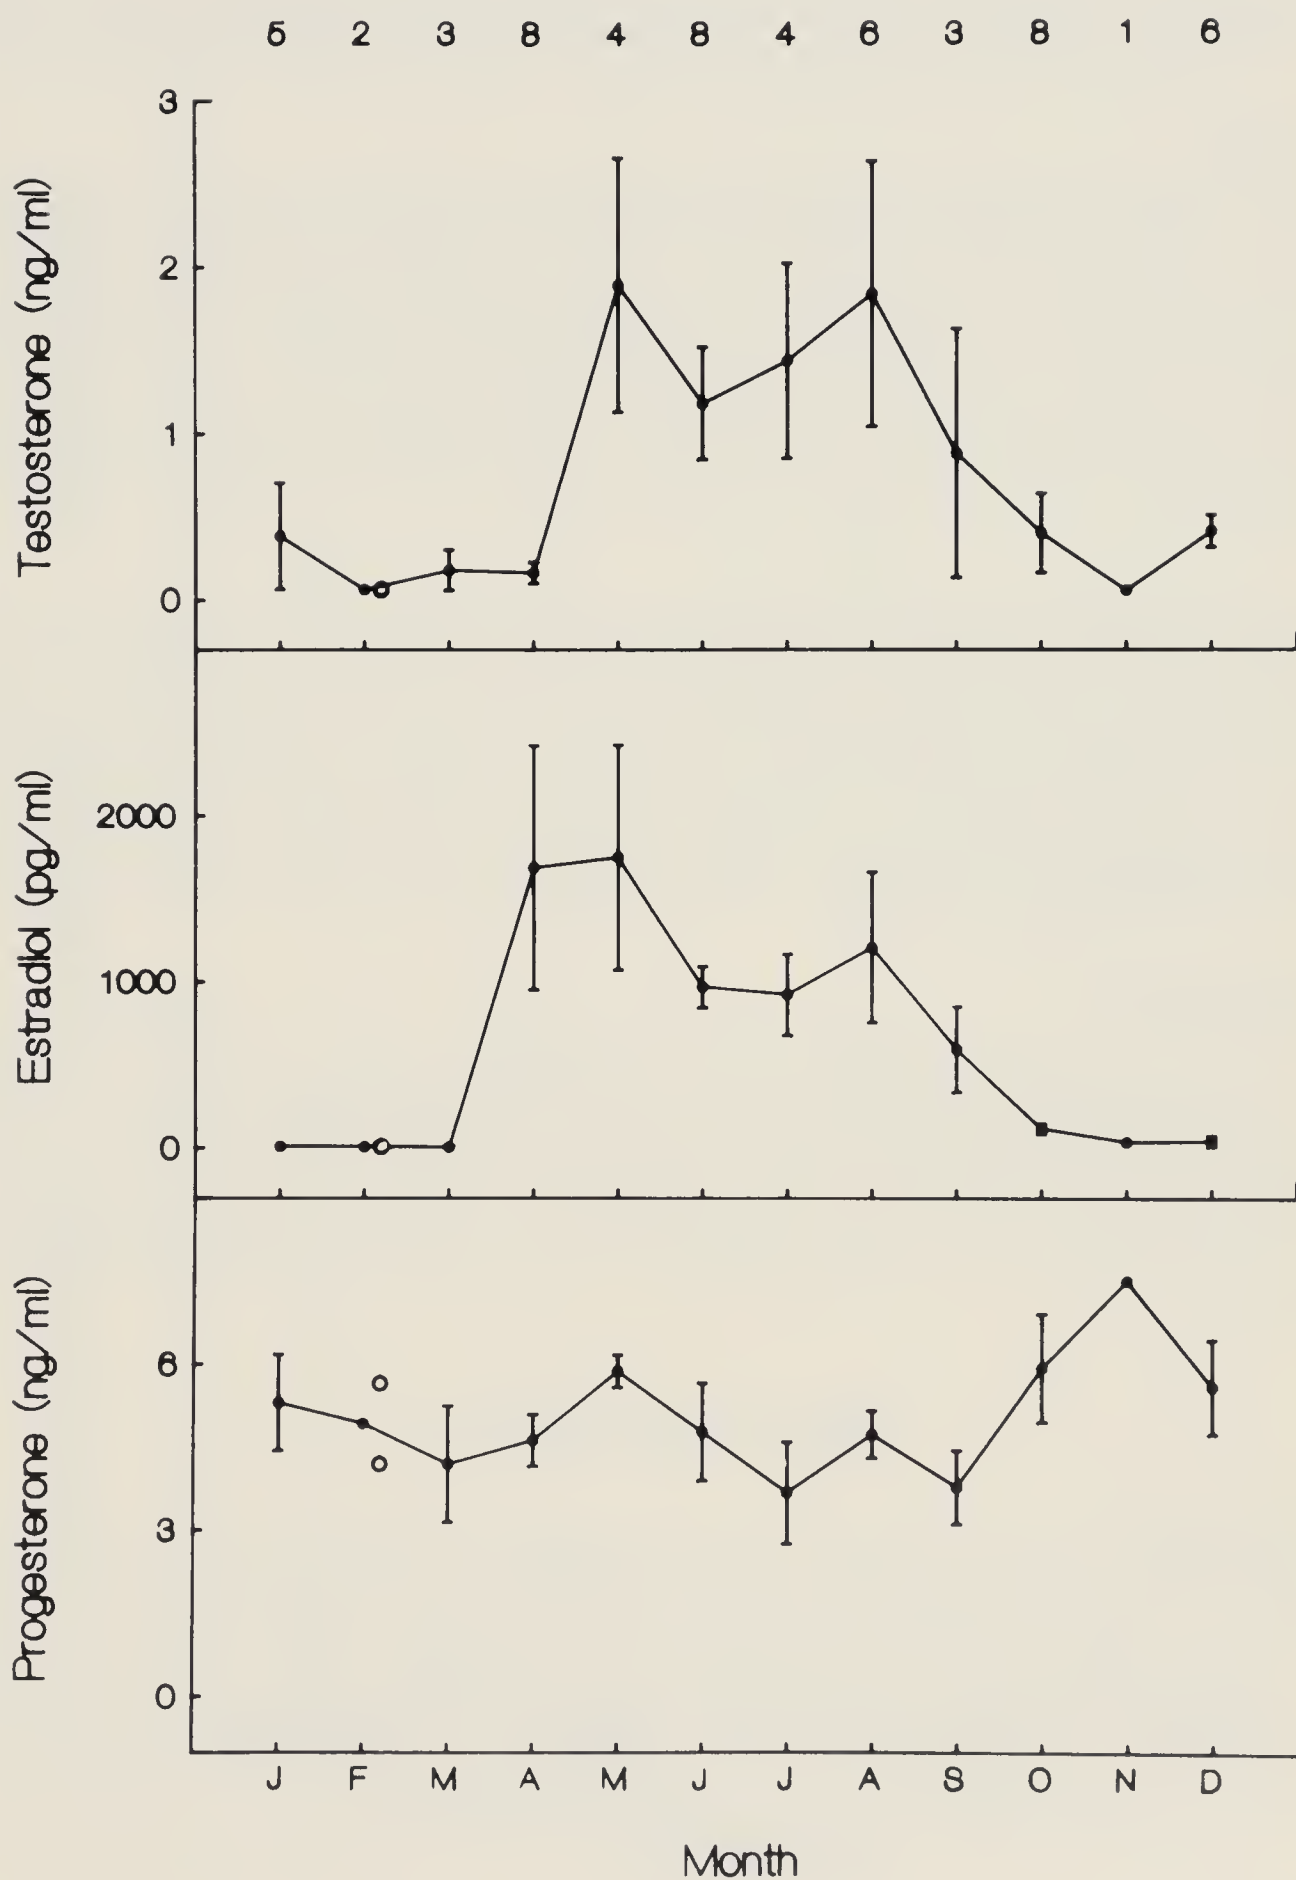 5 2 3 8 4 8 4 6 3 8 1 6
Testosterone (ng/ml)
3
2
1
0
Estradiol (pg/ml)
2000
1000
0
Progesterone (ng/ml)
6
3
0
J F M A M J J A S O N D
Month